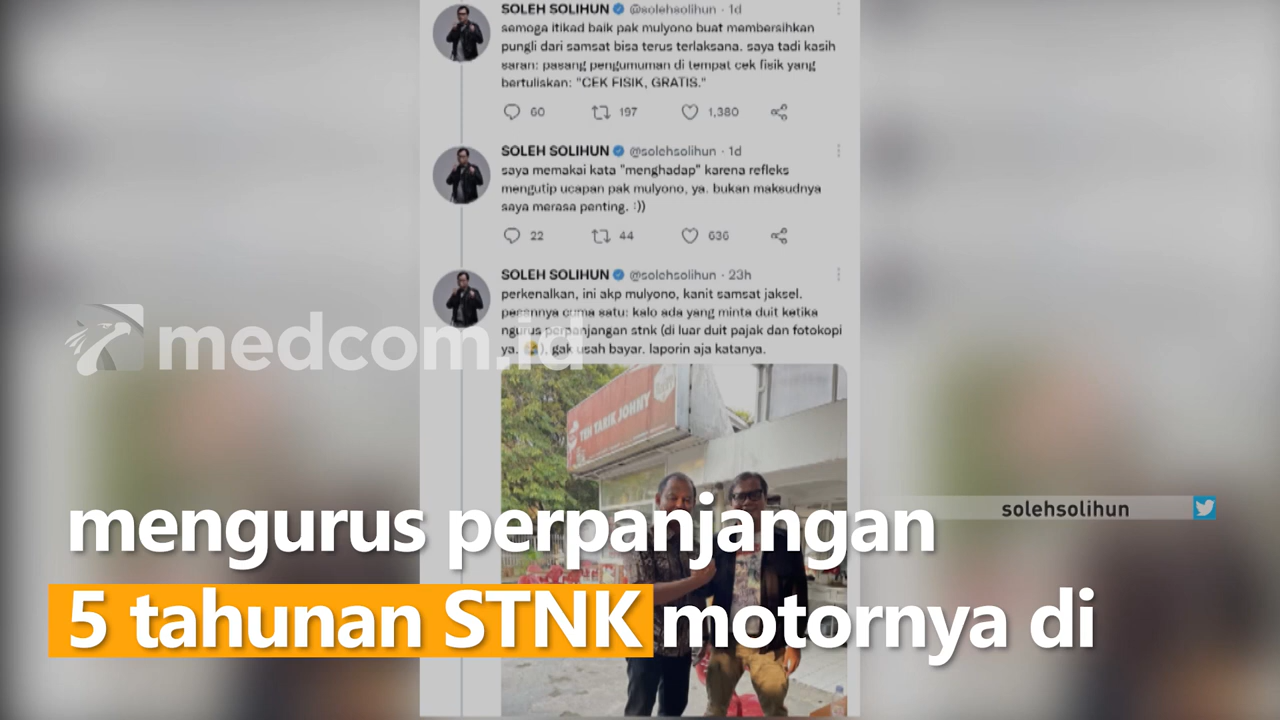 SOLEH SOLIHUN @solehsolihun · 1d
semoga itikad baik pak mulyono buat membersihkan
pungli dari samsat bisa terus terlaksana. saya tadi kasih
saran: pasang pengumuman di tempat cek fisik yang
bertuliskan: "CEK FISIK, GRATIS."
60 197 1,380
SOLEH SOLIHUN @solehsolihun · 1d
saya memakai kata "menghadap" karena refleks
mengutip ucapan pak mulyono, ya. bukan maksudnya
saya merasa penting. :))
22 44 636
SOLEH SOLIHUN @solehsolihun · 23h
perkenalkan, ini akp mulyono, kanit samsat jaksel.
pesannya cuma satu: kalo ada yang minta duit ketika
ngurus perpanjangan stnk (di luar duit pajak dan fotokopi
ya. 😂), gak usah bayar. laporin aja katanya.
medcom.id
TEH TARIK JOHNY
solehsolihun
mengurus perpanjangan
5 tahunan STNK motornya di